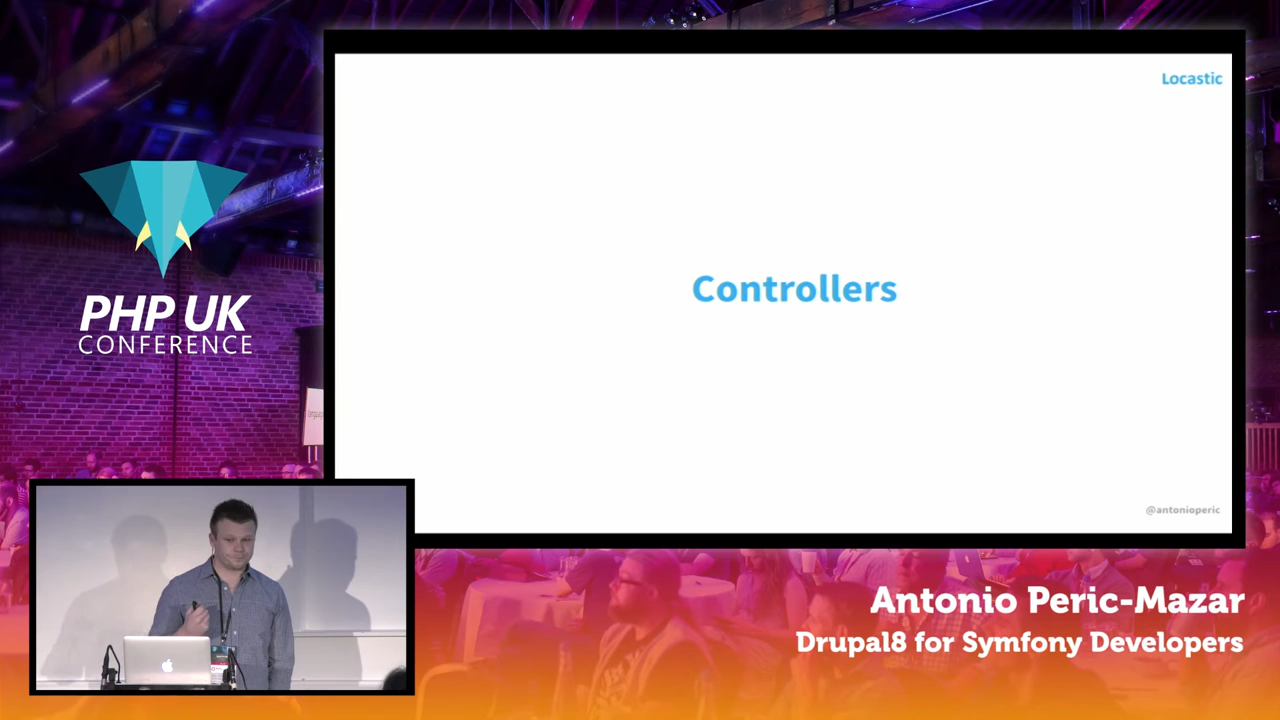 Locastic
Controllers
@antonioperic
PHP UK
CONFERENCE
Antonio Peric-Mazar
Drupal8 for Symfony Developers